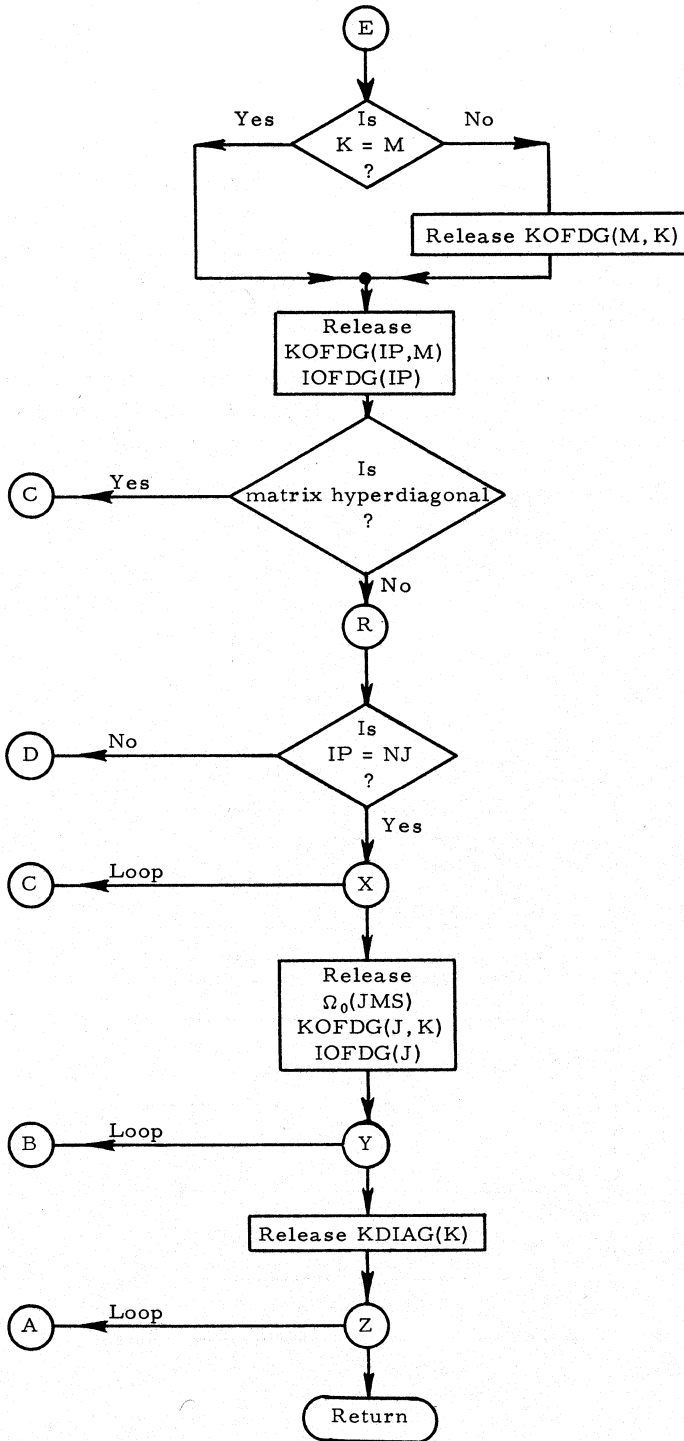 E
Yes
Is
No
K = M
?
Release KOFDG(M, K)
Release
KOFDG(IP,M)
IOFDG(IP)
Is
C
Yes
matrix hyperdiagonal
?
No
R
Is
D
No
IP = NJ
?
Yes
C
Loop
X
Release
Ω₀(JMS)
KOFDG(J, K)
IOFDG(J)
B
Loop
Y
Release KDIAG(K)
A
Loop
Z
Return